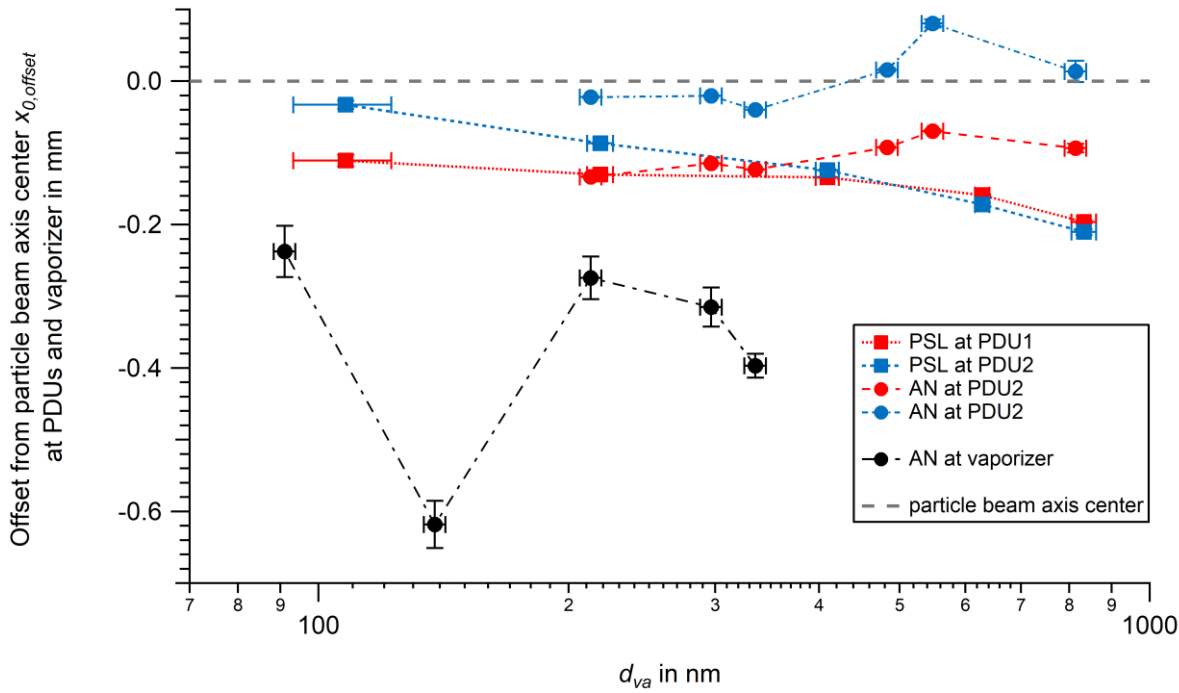 Offset from particle beam axis center x0,offset
at PDUs and vaporizer in mm
0.0
-0.2
-0.4
-0.6
PSL at PDU1
PSL at PDU2
AN at PDU2
AN at PDU2
AN at vaporizer
particle beam axis center
7 8 9 2 3 4 5 6 7 8 9
100 1000
dva in nm